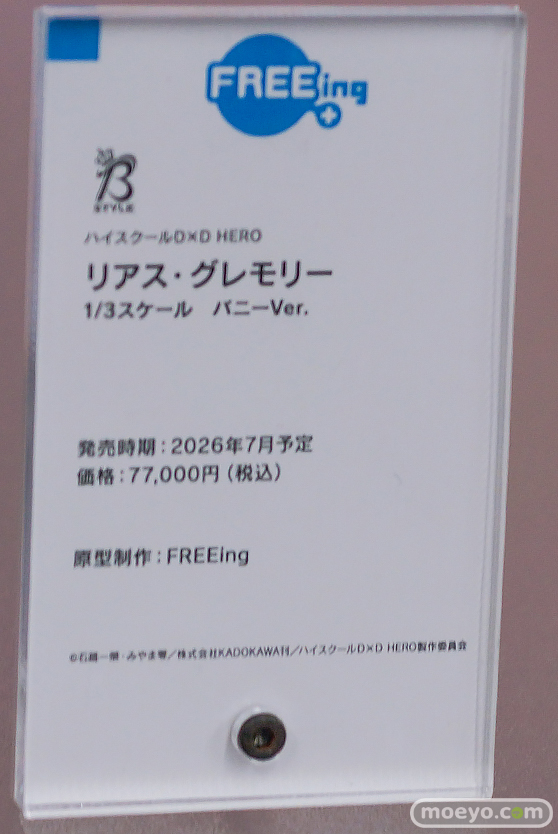 FREEing
B
STYLE
ハイスクールD×D HERO
リアス・グレモリー
1/3スケール バニーVer.
発売時期：2026年7月予定
価格：77,000円（税込）
原型制作：FREEing
©石踏一榮・みやま零／株式会社KADOKAWA刊／ハイスクールD×D HERO製作委員会
moeyo.com